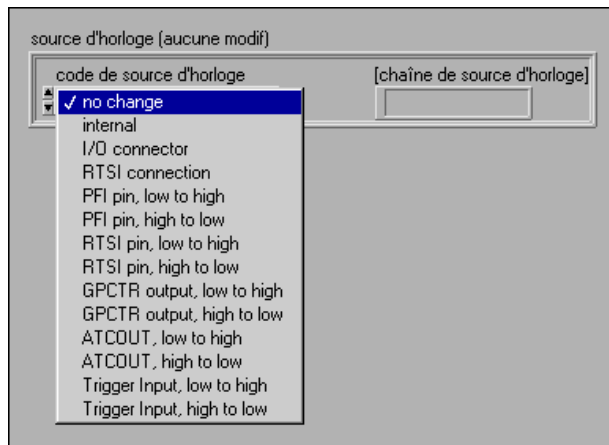 source d'horloge (aucune modif)
code de source d'horloge
[chaîne de source d'horloge]
✓ no change
internal
I/O connector
RTSI connection
PFI pin, low to high
PFI pin, high to low
RTSI pin, low to high
RTSI pin, high to low
GPCTR output, low to high
GPCTR output, high to low
ATCOUT, low to high
ATCOUT, high to low
Trigger Input, low to high
Trigger Input, high to low